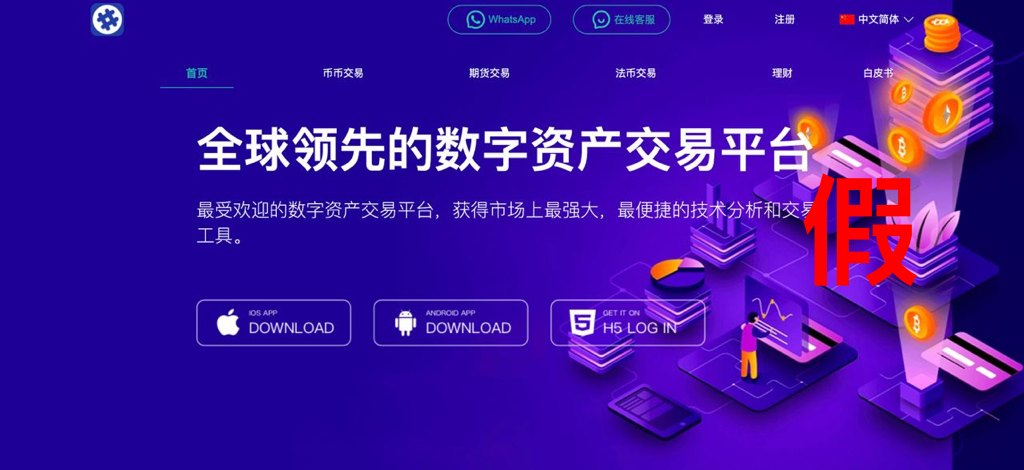 WhatsApp 在线客服 登录 注册 中文简体
首页 币币交易 期货交易 法币交易 理财 白皮书
全球领先的数字资产交易平台
最受欢迎的数字资产交易平台，获得市场上最强大，最便捷的技术分析和交易
工具。
假
IOS APP
DOWNLOAD
ANDROID APP
DOWNLOAD
GET IT ON
H5 LOG IN